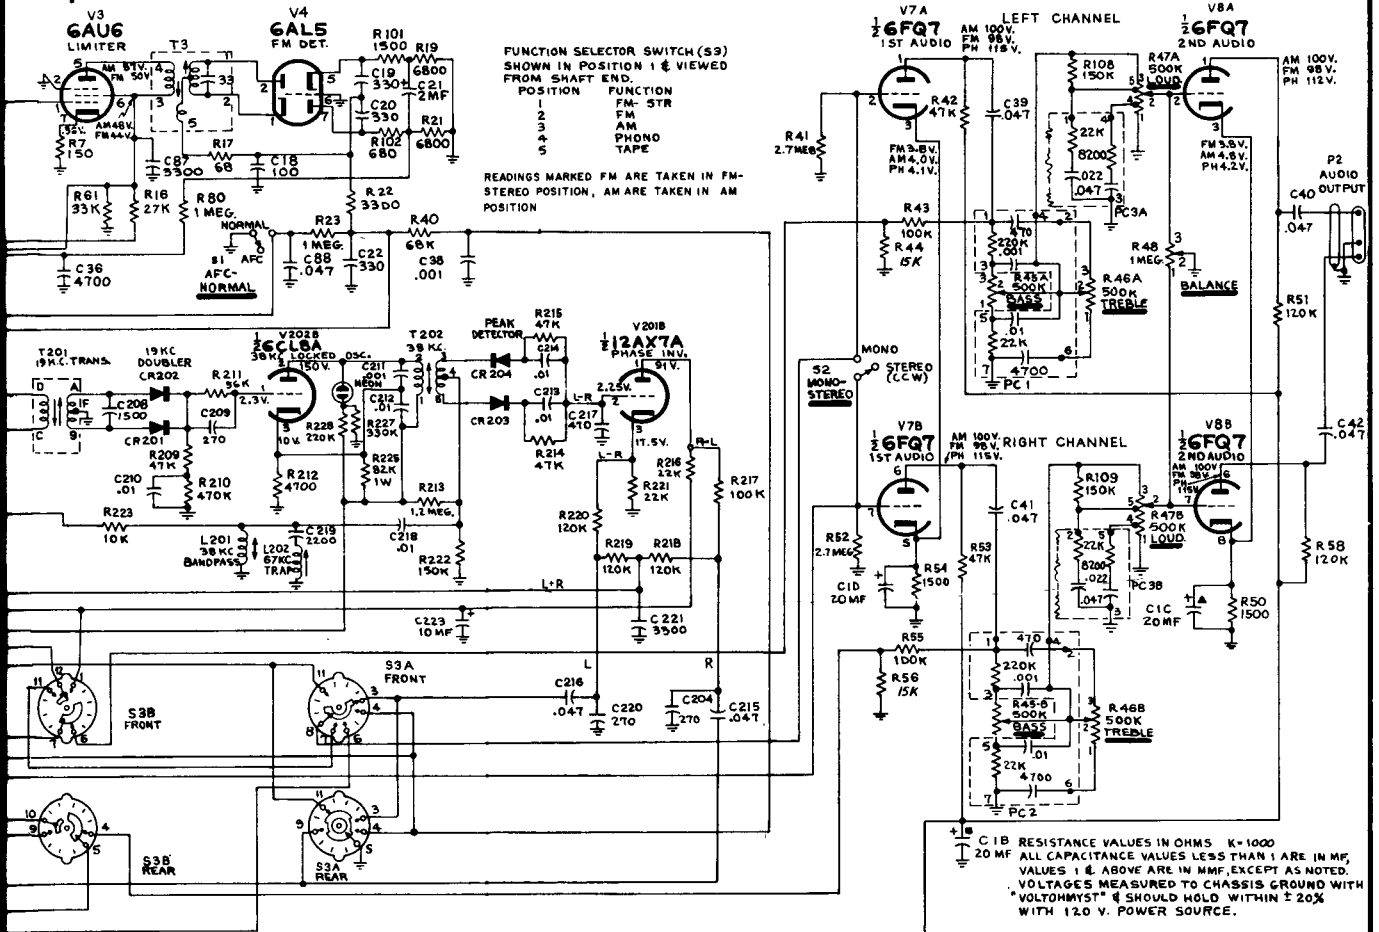 V3
6AU6
LIMITER
AM 87V.
FM 50V
T3
33
AM48V.
FM44V.
.55V.
R7
150
C87
3300
R17
68
C18
100
V4
6AL5
FM DET.
R101
1500
R19
6800
C19
330
C21
2MF
C20
330
R102
680
R21
6800
FUNCTION SELECTOR SWITCH (S3)
SHOWN IN POSITION 1 & VIEWED
FROM SHAFT END.
POSITION FUNCTION
1 FM- STR
2 FM
3 AM
4 PHONO
5 TAPE
READINGS MARKED FM ARE TAKEN IN FM-
STEREO POSITION, AM ARE TAKEN IN AM
POSITION
R61
33K
R16
27K
R80
1 MEG.
NORMAL
AFC
S1
AFC-
NORMAL
R22
3300
R23
1 MEG.
R40
68K
C88
.047
C22
330
C38
.001
C36
4700
T201
19K.C. TRANS.
D A
F
C B
C208
1500
19KC
DOUBLER
CR202
CR201
R211
56K
C209
270
R209
47K
C210
.01
R210
470K
V202B
½6CL8A
38KC LOCKED OSC.
150V.
2.3V.
10V.
NEON
R212
4700
R228
220K
C211
.001
C212
.01
R227
330K
R225
82K
1W
R213
1.2 MEG.
T202
38 KC.
PEAK
DETECTOR
CR204
CR203
R215
47K
C214
.01
C213
.01
R214
47K
L-R
C217
470
V201B
½12AX7A
PHASE INV.
91V.
2.25V.
17.5V.
L-R
R-L
R216
22K
R221
22K
R217
100K
R220
120K
R219
120K
R218
120K
R223
10K
L201
38KC
BANDPASS
C219
2200
L202
67KC
TRAP
C218
.01
R222
150K
L+R
C223
10MF
C221
3300
L
R
S3B
FRONT
S3A
FRONT
C216
.047
C220
270
C204
270
C215
.047
S3B
REAR
S3A
REAR
V7A
½6FQ7
1ST AUDIO
AM 100V.
FM 98V.
PH 115V.
LEFT CHANNEL
V8A
½6FQ7
2ND AUDIO
AM 100V.
FM 98V.
PH 112V.
R41
2.7MEG
R42
47K
C39
.047
FM3.8V.
AM4.0V.
PH4.1V.
R108
150K
R47A
500K
LOUD.
22K
8200
.022
.047
PC3A
FM3.8V.
AM4.8V.
PH4.2V.
P2
AUDIO
OUTPUT
C40
.047
R43
100K
R44
15K
470
220K
.001
R45A
500K
BASS
.01
22K
4700
PC1
R46A
500K
TREBLE
R48
1MEG.
BALANCE
R51
120K
MONO
STEREO
(CCW)
S2
MONO-
STEREO
V7B
½6FQ7
1ST AUDIO
AM 100V.
FM 98V.
PH 115V.
RIGHT CHANNEL
V8B
½6FQ7
2ND AUDIO
AM 100V
FM 98V.
PH 115V
C42
.047
R52
2.7MEG
R53
47K
C41
.047
C1D
20MF
R54
1500
R109
150K
R47B
500K
LOUD.
22K
8200
.022
.047
PC3B
C1C
20MF
R50
1500
R58
120K
R55
100K
R56
15K
470
220K
.001
R45-B
500K
BASS
.01
22K
4700
PC2
R46B
500K
TREBLE
C1B
20 MF
RESISTANCE VALUES IN OHMS K=1000
ALL CAPACITANCE VALUES LESS THAN 1 ARE IN MF,
VALUES 1 & ABOVE ARE IN MMF, EXCEPT AS NOTED.
VOLTAGES MEASURED TO CHASSIS GROUND WITH
"VOLTOHMYST" & SHOULD HOLD WITHIN ±20%
WITH 120 V. POWER SOURCE.